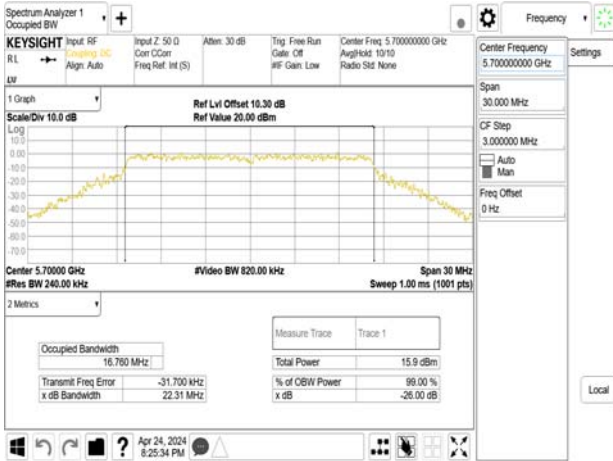 Spectrum Analyzer 1
Occupied BW
Frequency
KEYSIGHT
RL
Input: RF
Coupling: DC
Align: Auto
Input Z: 50 Ω
Corr CCorr
Freq Ref: Int (S)
Atten: 30 dB
Trig: Free Run
Gate: Off
#IF Gain: Low
Center Freq: 5.700000000 GHz
Avg|Hold: 10/10
Radio Std: None
1 Graph
Scale/Div 10.0 dB
Ref Lvl Offset 10.30 dB
Ref Value 20.00 dBm
Log
10.0
0.00
-10.0
-20.0
-30.0
-40.0
-50.0
-60.0
-70.0
Center 5.70000 GHz
#Res BW 240.00 kHz
#Video BW 820.00 kHz
Span 30 MHz
Sweep 1.00 ms (1001 pts)
2 Metrics
Measure Trace
Trace 1
Occupied Bandwidth
16.760 MHz
Total Power
15.9 dBm
Transmit Freq Error
-31.700 kHz
% of OBW Power
99.00 %
x dB Bandwidth
22.31 MHz
x dB
-26.00 dB
Center Frequency
5.700000000 GHz
Settings
Span
30.000 MHz
CF Step
3.000000 MHz
Auto
Man
Freq Offset
0 Hz
Local
?
Apr 24, 2024
8:25:34 PM